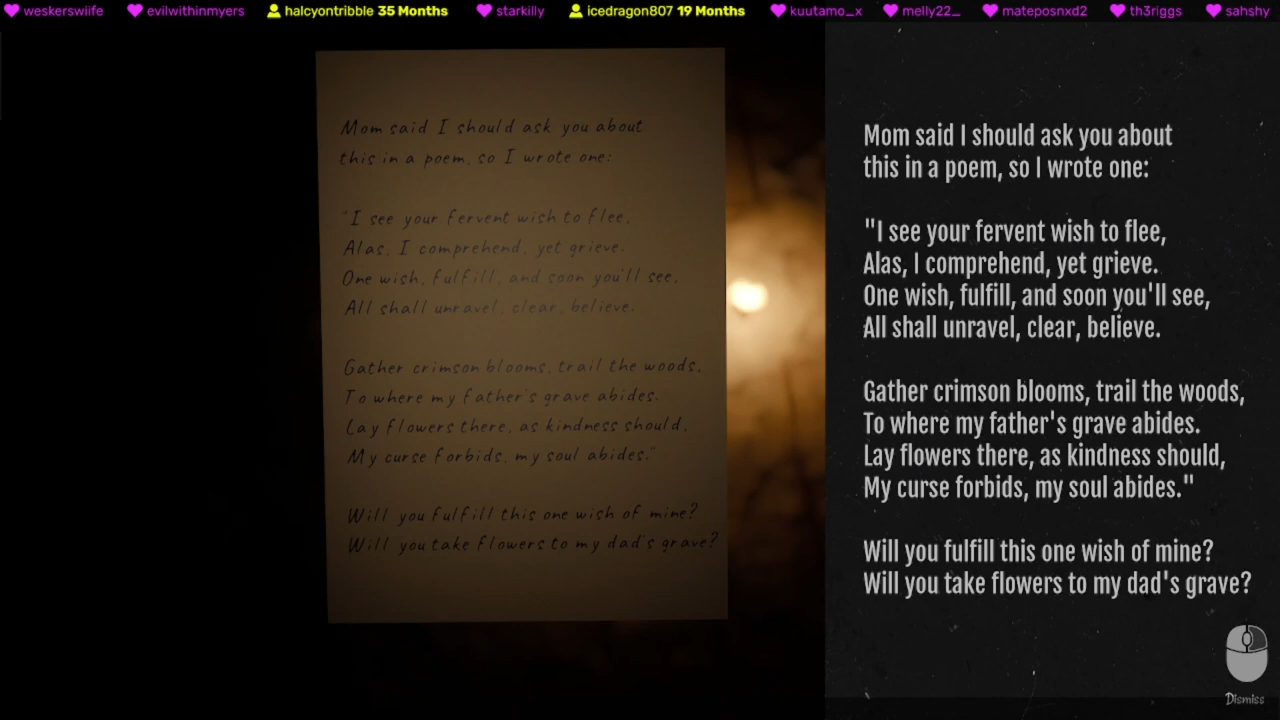 weskerswiife evilwithinmyers halcyontribble 35 Months starkilly icedragon807 19 Months kuutamo_x melly22_ mateposnxd2 th3riggs sahshy
Mom said I should ask you about
this in a poem, so I wrote one:
"I see your fervent wish to flee,
Alas, I comprehend, yet grieve.
One wish, fulfill, and soon you'll see,
All shall unravel, clear, believe.
Gather crimson blooms, trail the woods,
To where my father's grave abides.
Lay flowers there, as kindness should,
My curse forbids, my soul abides."
Will you fulfill this one wish of mine?
Will you take flowers to my dad's grave?
Mom said I should ask you about
this in a poem, so I wrote one:
"I see your fervent wish to flee,
Alas, I comprehend, yet grieve.
One wish, fulfill, and soon you'll see,
All shall unravel, clear, believe.
Gather crimson blooms, trail the woods,
To where my father's grave abides.
Lay flowers there, as kindness should,
My curse forbids, my soul abides."
Will you fulfill this one wish of mine?
Will you take flowers to my dad's grave?
Dismiss